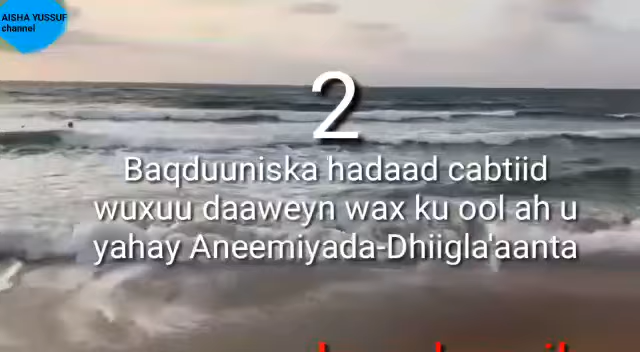 AISHA YUSSUF
channel
2
Baqduuniska hadaad cabtiid
wuxuu daaweyn wax ku ool ah u
yahay Aneemiyada-Dhiigla'aanta